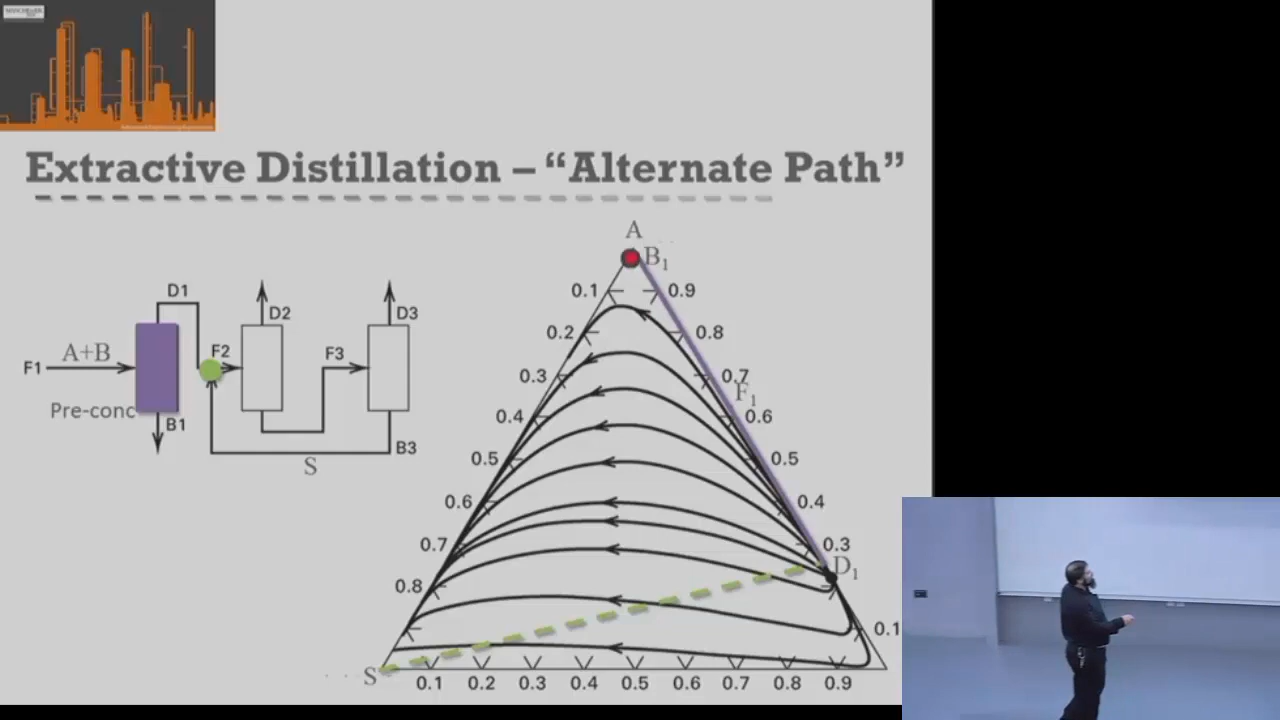 MANCHESTER
Extractive Distillation – “Alternate Path”
D1
F1
A+B
F2
D2
F3
D3
Pre-conc
B1
B3
S
A
B1
0.1
0.9
0.2
0.8
0.3
0.7
F1
0.4
0.6
0.5
0.5
0.6
0.4
0.7
0.3
D1
0.8
0.1
S
0.1 0.2 0.3 0.4 0.5 0.6 0.7 0.8 0.9